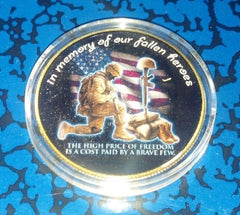 in memory of our fallen heroes
THE HIGH PRICE OF FREEDOM
IS A COST PAID BY A BRAVE FEW.